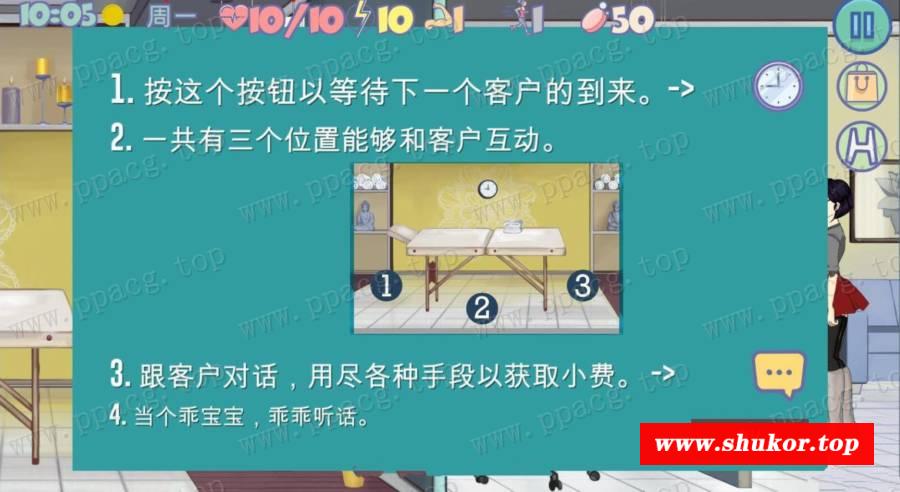 10:05 周一 10/10 10 1 1 50
1. 按这个按钮以等待下一个客户的到来。->
2. 一共有三个位置能够和客户互动。
1 2 3
3. 跟客户对话，用尽各种手段以获取小费。->
4. 当个乖宝宝，乖乖听话。
www.shukor.top
www.ppacg.top